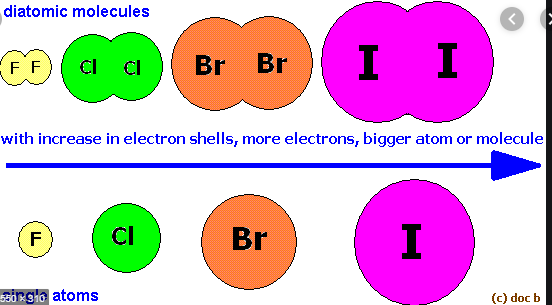 diatomic molecules
F F Cl Cl Br Br I I
with increase in electron shells, more electrons, bigger atom or molecule
F Cl Br I
550 × 310
single atoms
(c) doc b